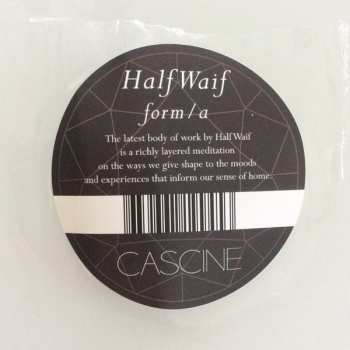 Half Waif
form/a
The latest body of work by Half Waif
is a richly layered meditation
on the ways we give shape to the moods
and experiences that inform our sense of home.
CASCINE